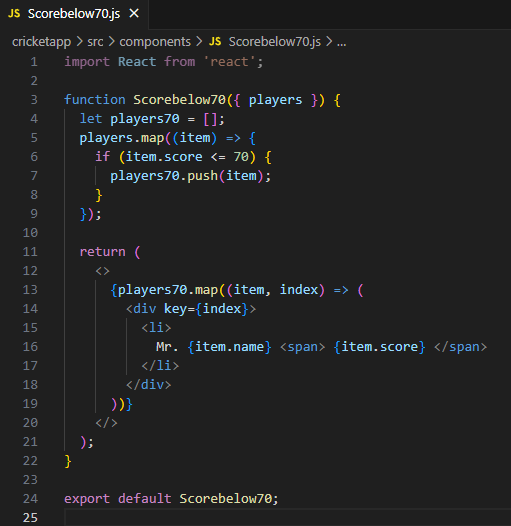 JS Scorebelow70.js ×
cricketapp > src > components > JS Scorebelow70.js > ...
1 import React from 'react';
2
3 function Scorebelow70({ players }) {
4   let players70 = [];
5   players.map((item) => {
6     if (item.score <= 70) {
7       players70.push(item);
8     }
9   });
10
11   return (
12     <>
13       {players70.map((item, index) => (
14         <div key={index}>
15           <li>
16             Mr. {item.name} <span> {item.score} </span>
17           </li>
18         </div>
19       ))}
20     </>
21   );
22 }
23
24 export default Scorebelow70;
25